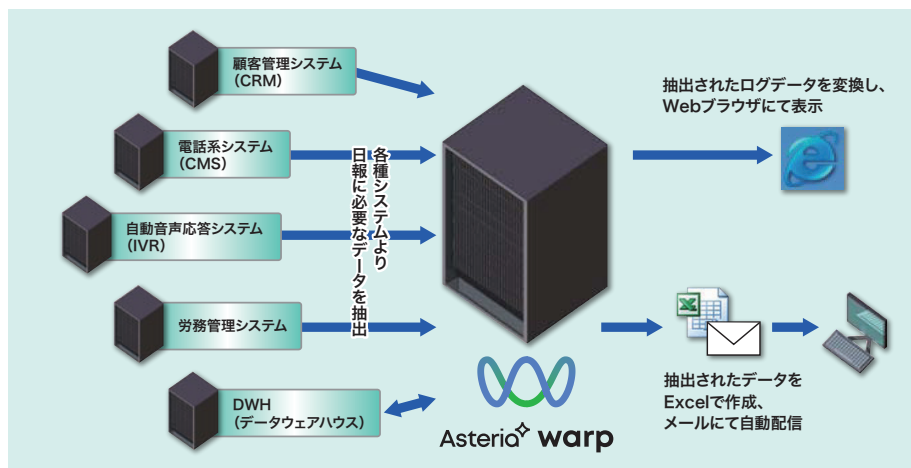 顧客管理システム
（CRM）
電話系システム
（CMS）
自動音声応答システム
（IVR）
労務管理システム
DWH
（データウェアハウス）
各種システムより
日報に必要なデータを抽出
Asteria warp
抽出されたログデータを変換し、
Webブラウザにて表示
抽出されたデータを
Excelで作成、
メールにて自動配信